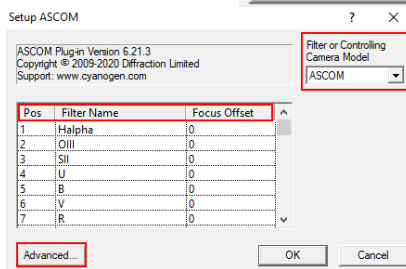 Setup ASCOM ? X
ASCOM Plug-in Version 6.21.3
Copyright © 2009-2020 Diffraction Limited
Support: www.cyanogen.com
Filter or Controlling
Camera Model
ASCOM
Pos Filter Name Focus Offset
1 Halpha 0
2 OIII 0
3 SII 0
4 U 0
5 B 0
6 V 0
7 R 0
Advanced... OK Cancel